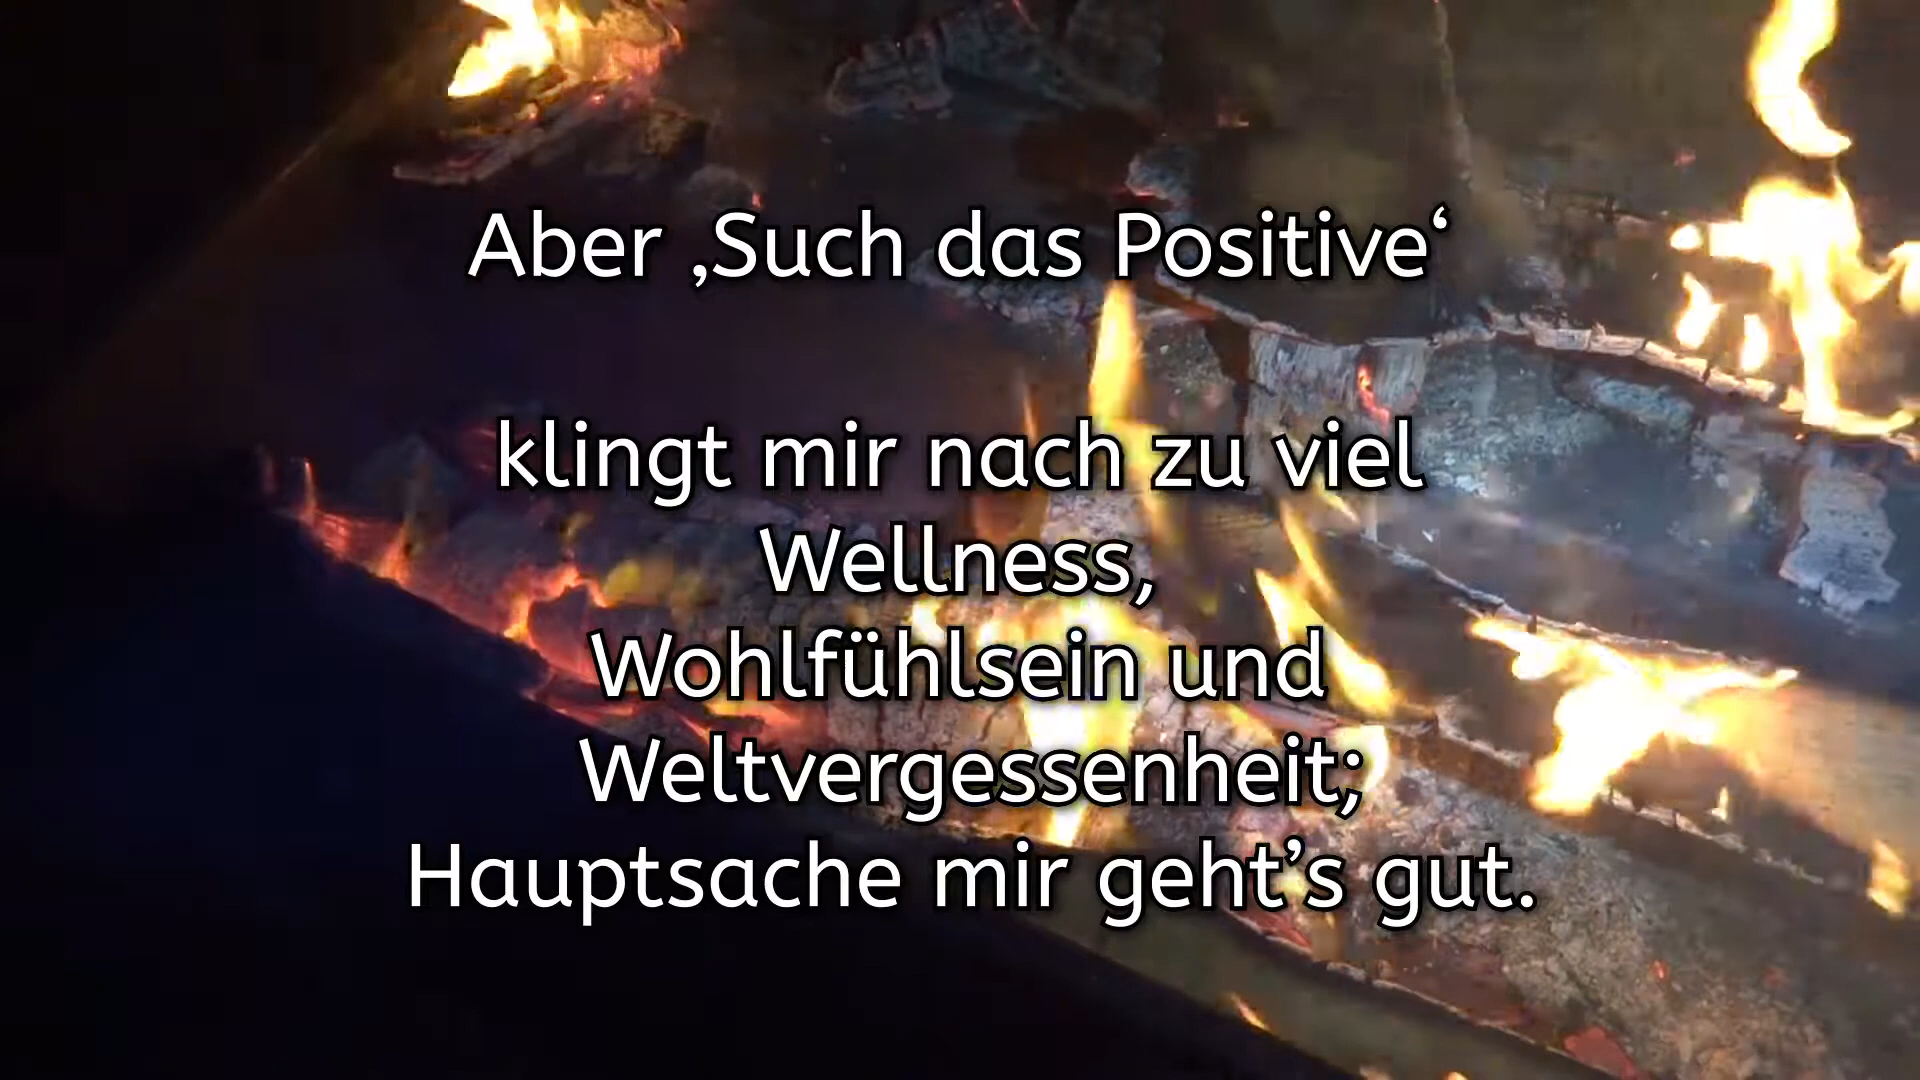 Aber ‚Such das Positive‘
klingt mir nach zu viel
Wellness,
Wohlfühlsein und
Weltvergessenheit;
Hauptsache mir geht’s gut.